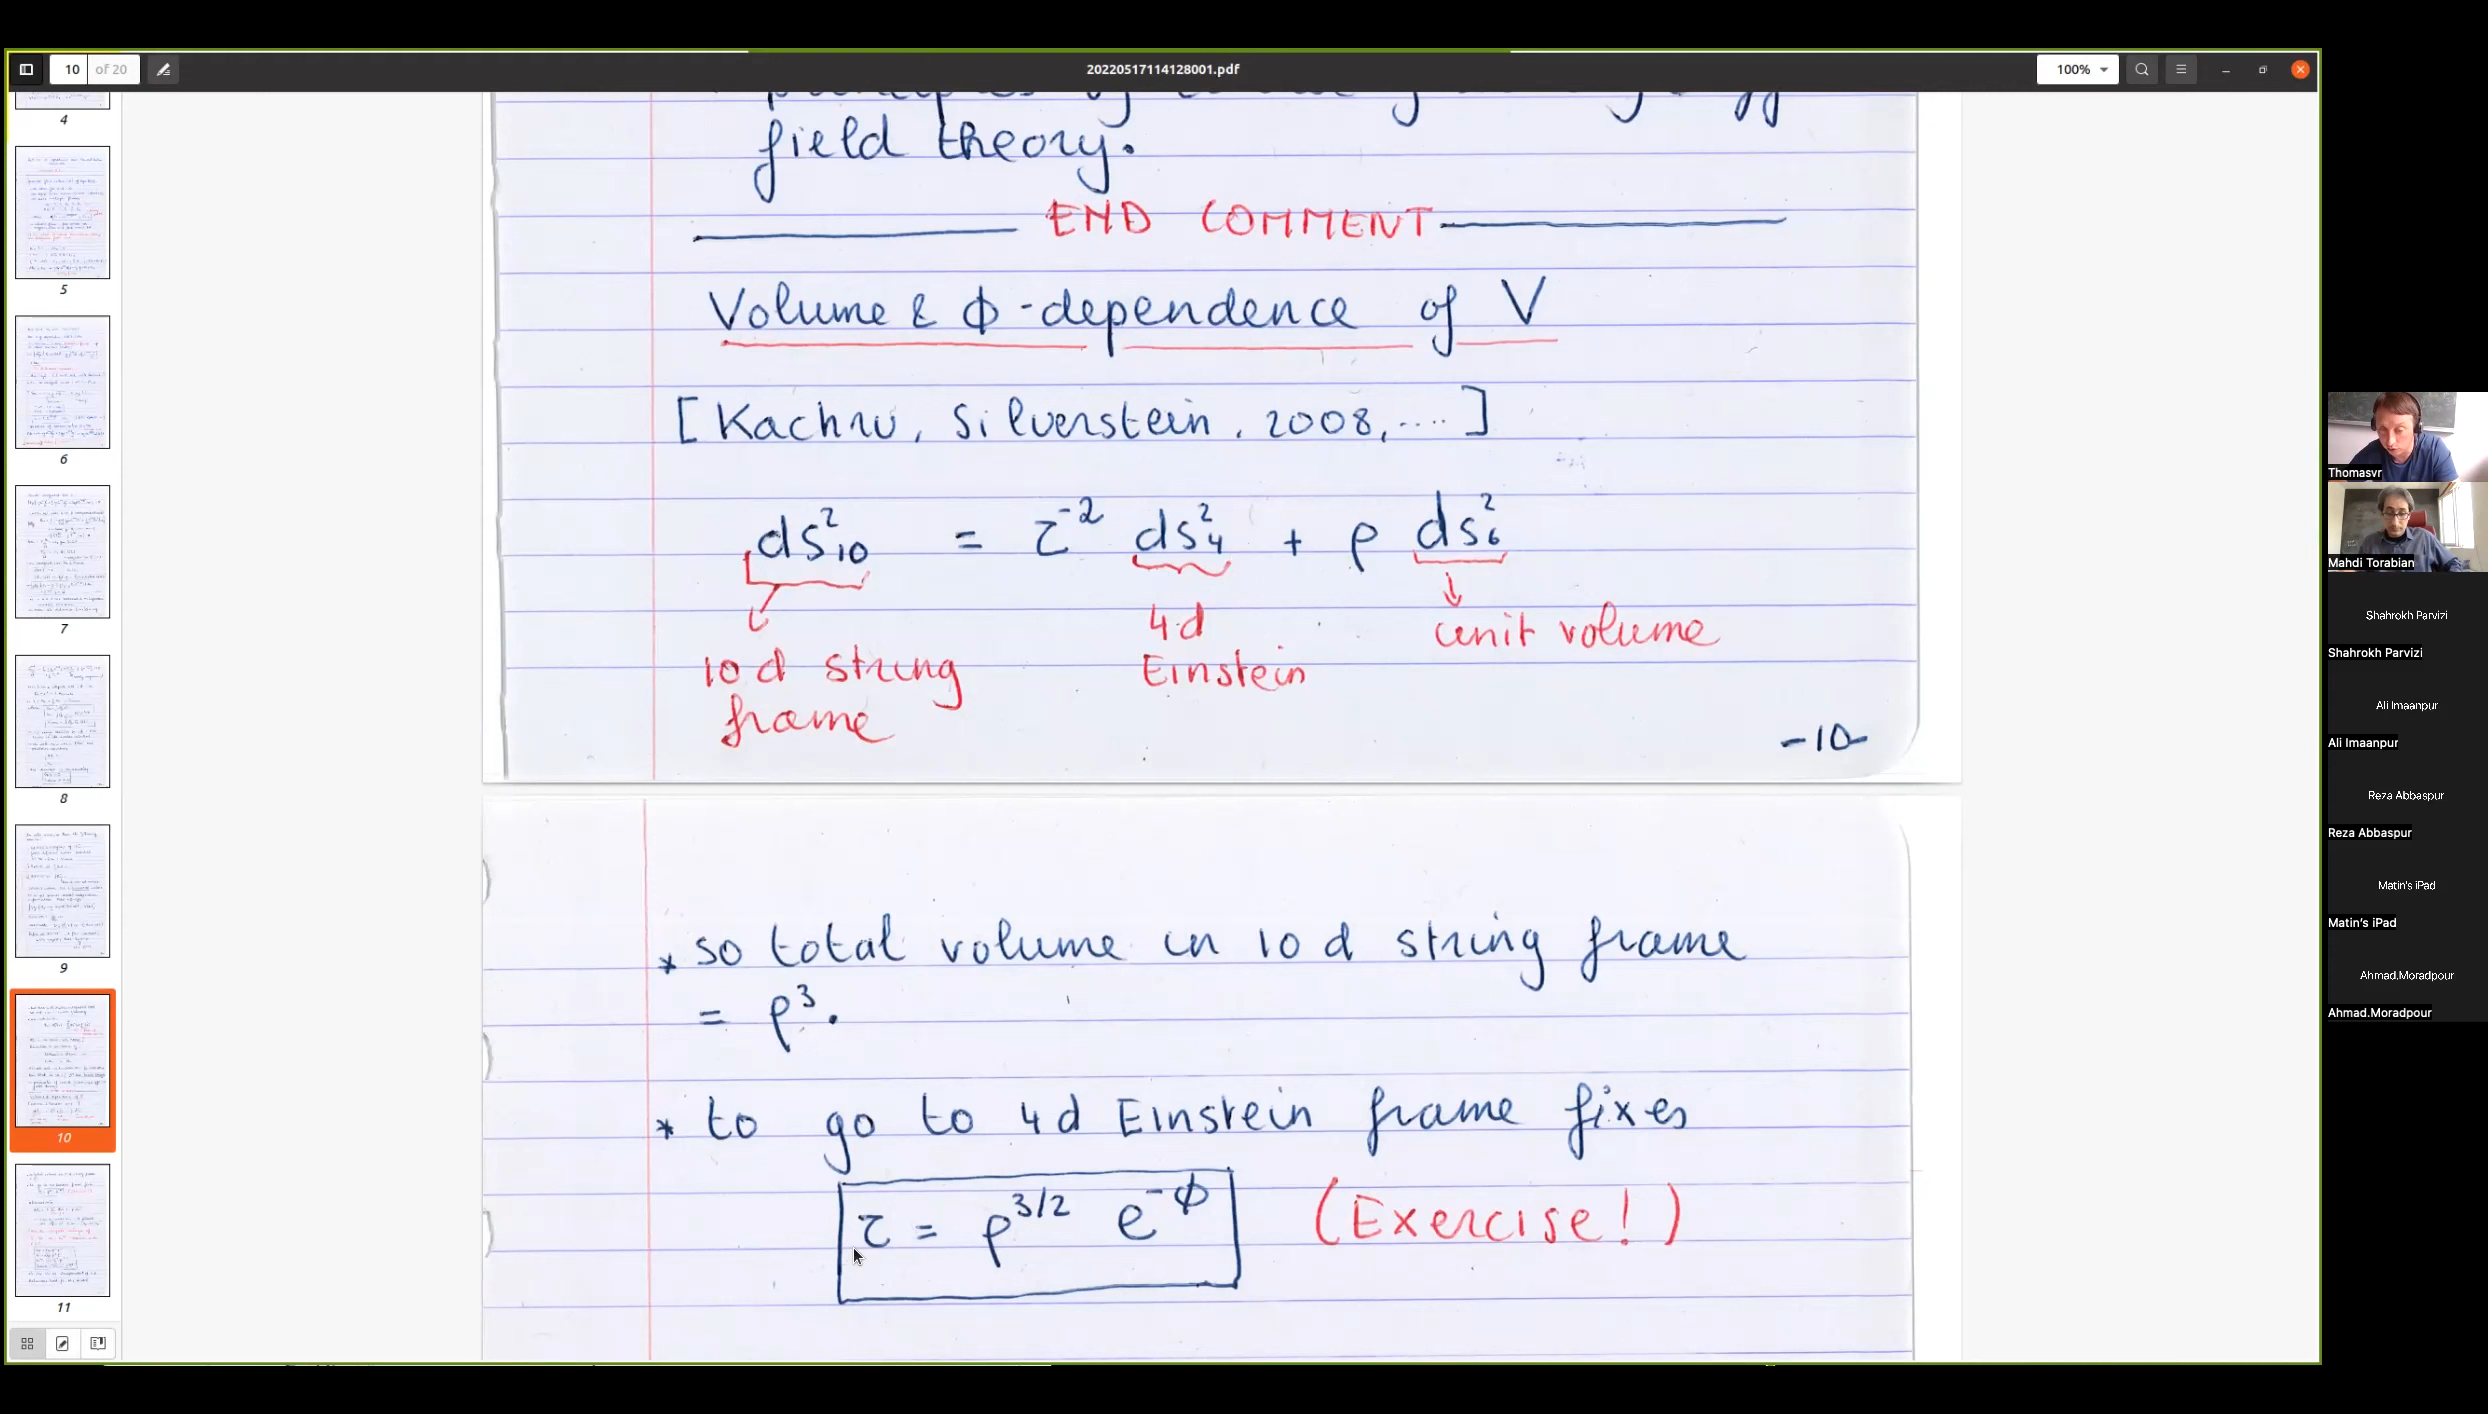 10 of 20
20220517114128001.pdf
100%
4
5
6
7
8
9
10
11
field theory.
END COMMENT
Volume & ϕ-dependence of V
[Kachru, Silverstein, 2008, ....]
ds²₁₀ = τ⁻² ds²₄ + ρ ds²₆
10 d string frame
4d Einstein
unit volume
-10-
* so total volume in 10 d string frame
= ρ³.
* to go to 4d Einstein frame fixes
τ = ρ^{3/2} e^{-ϕ} (Exercise!)
Thomasvr
Mahdi Torabian
Shahrokh Parvizi
Shahrokh Parvizi
Ali Imaanpur
Ali Imaanpur
Reza Abbaspur
Reza Abbaspur
Matin's iPad
Matin's iPad
Ahmad.Moradpour
Ahmad.Moradpour